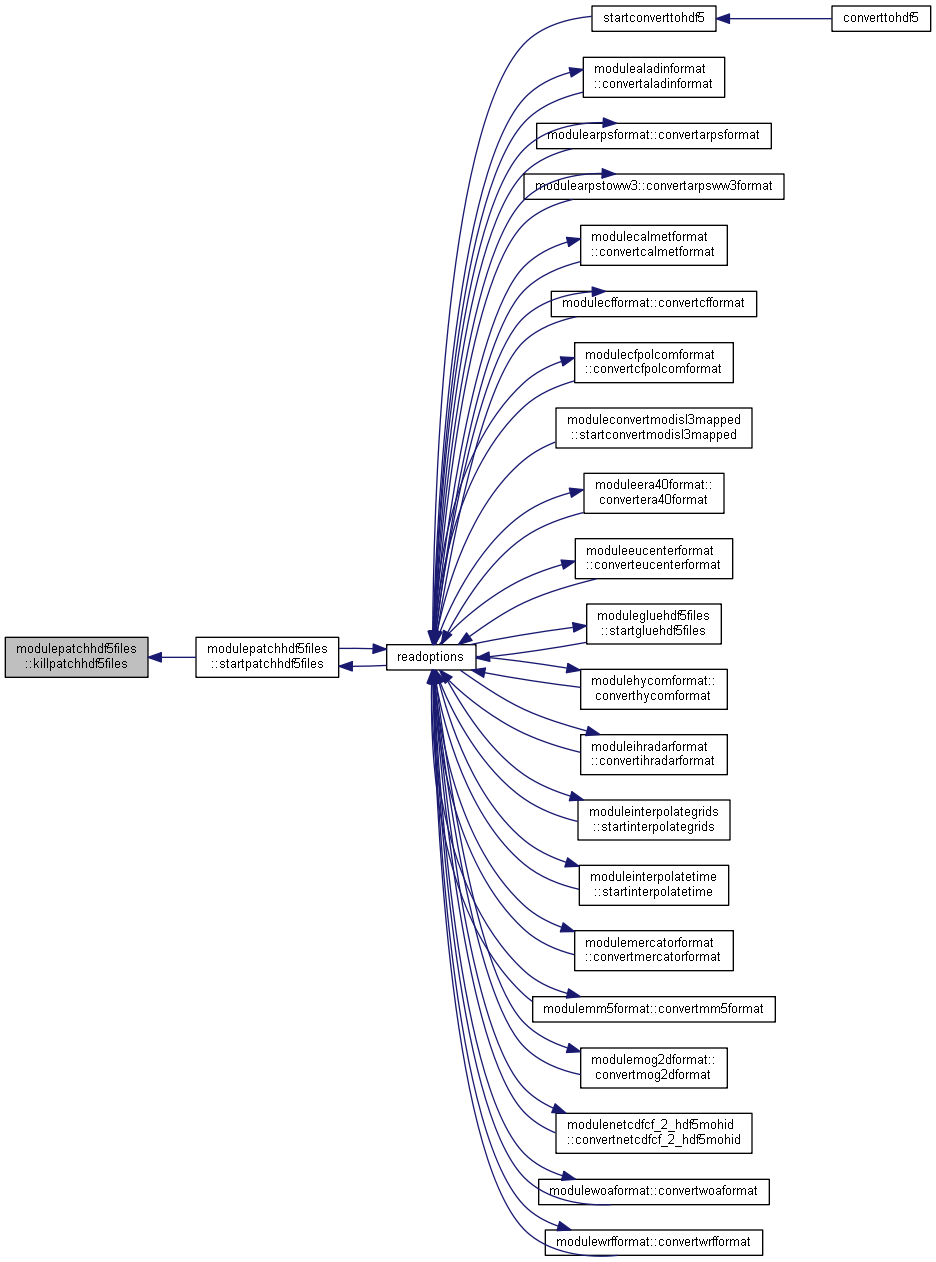 startconverttohdf5
converttohdf5
modulealadinformat
::convertaladinformat
modulearpsformat::convertarpsformat
modulearpstoww3::convertarpsww3format
modulecalmetformat
::convertcalmetformat
modulecfformat::convertcfformat
modulecfpolcomformat
::convertcfpolcomformat
moduleconvertmodisl3mapped
::startconvertmodisl3mapped
moduleera40format::
convertera40format
moduleeucenterformat
::converteucenterformat
modulegluehdf5files
::startgluehdf5files
modulepatchhdf5files
::killpatchhdf5files
modulepatchhdf5files
::startpatchhdf5files
readoptions
modulehycomformat::
converthycomformat
moduleihradarformat
::convertihradarformat
moduleinterpolategrids
::startinterpolategrids
moduleinterpolatetime
::startinterpolatetime
modulemercatorformat
::convertmercatorformat
modulemm5format::convertmm5format
modulemog2dformat::
convertmog2dformat
modulenetcdfcf_2_hdf5mohid
::convertnetcdfcf_2_hdf5mohid
modulewoaformat::convertwoaformat
modulewrfformat::convertwrfformat